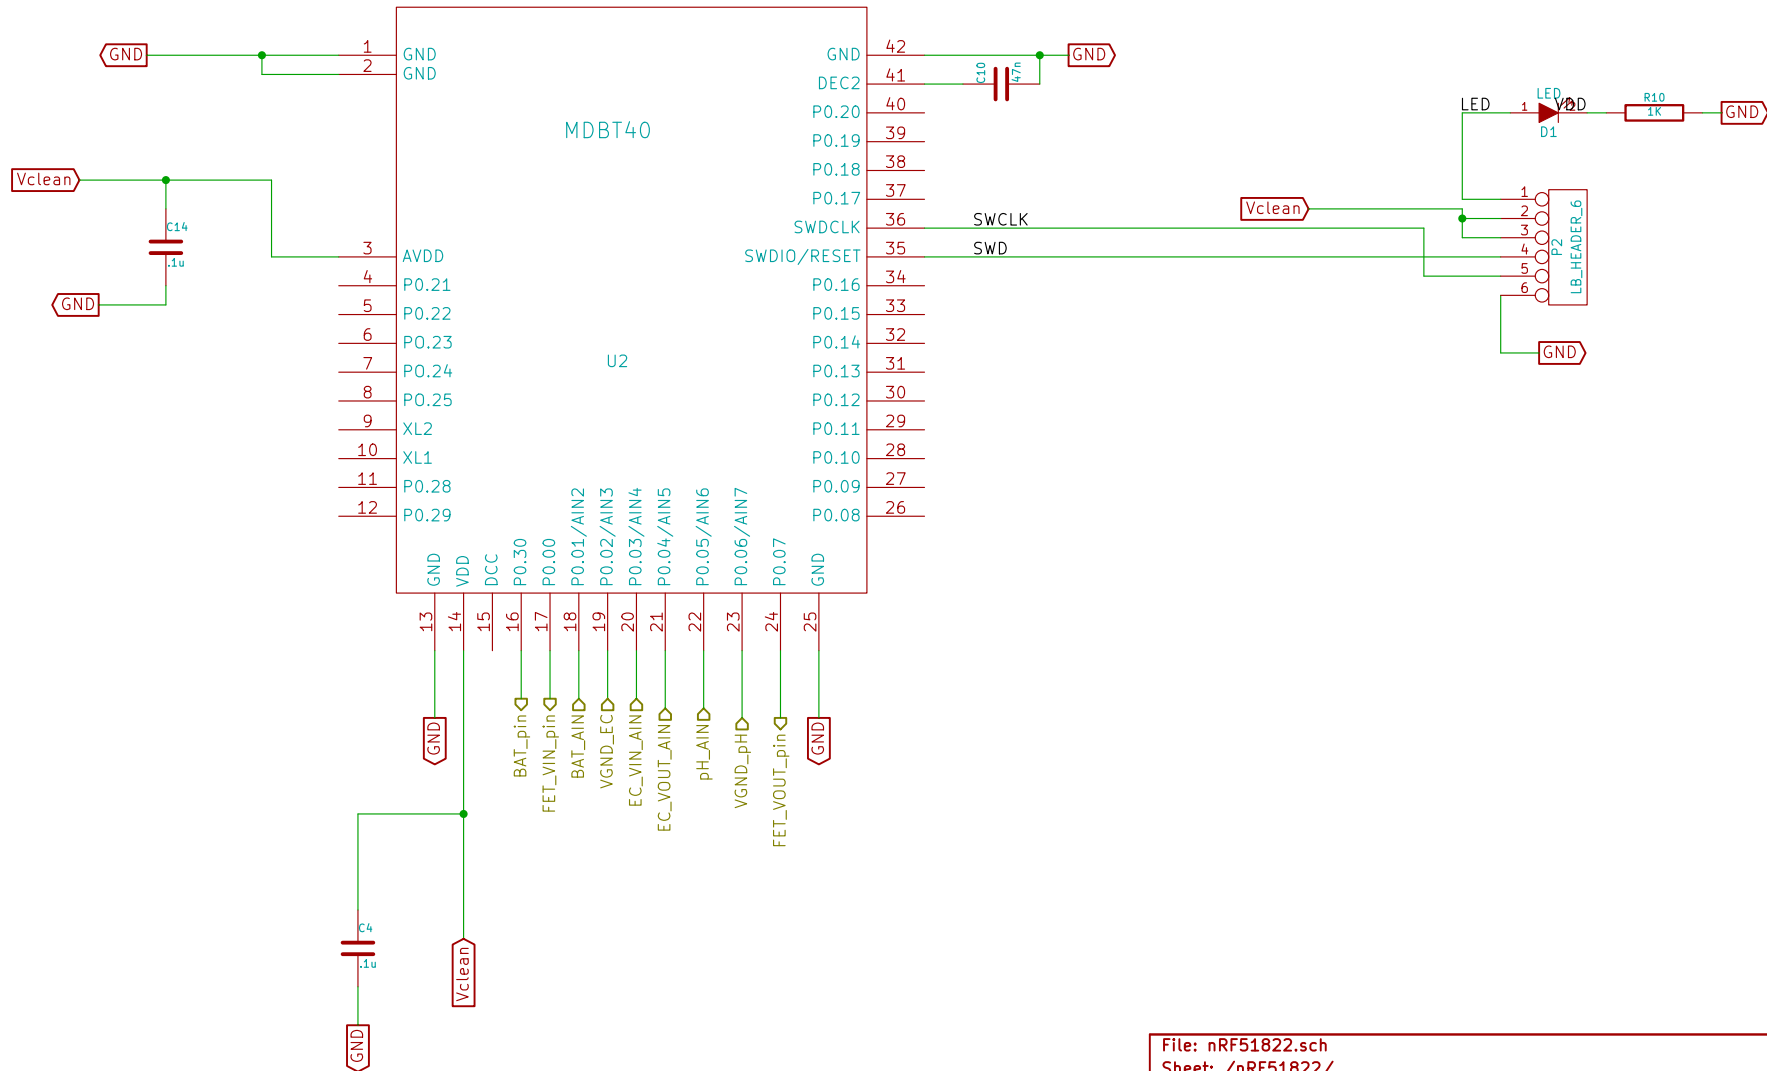 GND
1
GND
2
GND
MDBT40
U2
Vclean
C14
.1u
GND
3
AVDD
4
P0.21
5
P0.22
6
PO.23
7
PO.24
8
PO.25
9
XL2
10
XL1
11
P0.28
12
P0.29
GND
42
GND
DEC2
41
C10
47n
P0.20
40
P0.19
39
P0.18
38
P0.17
37
SWDCLK
36
SWCLK
SWDIO/RESET
35
SWD
P0.16
34
P0.15
33
P0.14
32
P0.13
31
P0.12
30
P0.11
29
P0.10
28
P0.09
27
P0.08
26
GND
VDD
DCC
P0.30
P0.00
P0.01/AIN2
P0.02/AIN3
P0.03/AIN4
P0.04/AIN5
P0.05/AIN6
P0.06/AIN7
P0.07
GND
13
14
15
16
17
18
19
20
21
22
23
24
25
GND
BAT_pin
FET_VIN_pin
BAT_AIN
VGND_EC
EC_VIN_AIN
EC_VOUT_AIN
pH_AIN
VGND_pH
FET_VOUT_pin
GND
C4
.1u
Vclean
GND
LED
LED
1
VDD
D1
R10
1K
GND
Vclean
1
2
3
4
5
6
P2
LB_HEADER_6
GND
File: nRF51822.sch
Sheet: /nRF51822/